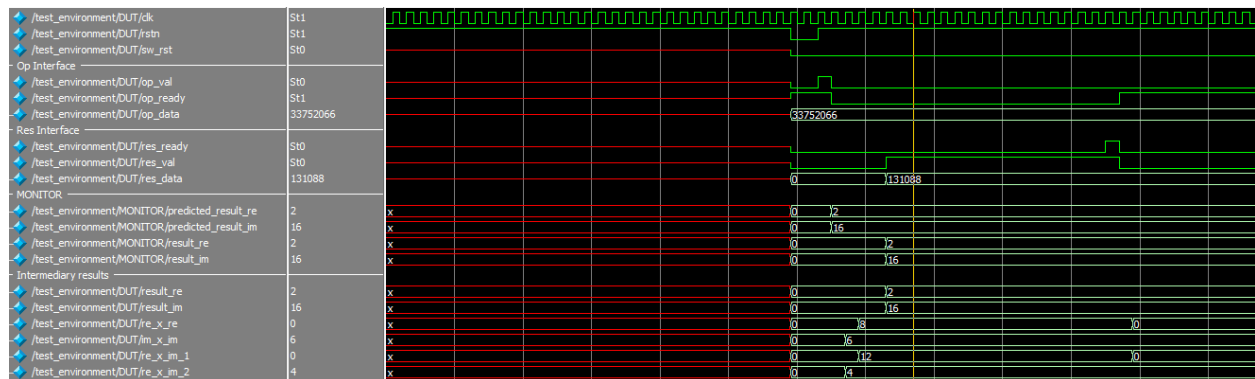 /test_environment/DUT/clk St1
/test_environment/DUT/rstn St1
/test_environment/DUT/sw_rst St0
Op Interface
/test_environment/DUT/op_val St0
/test_environment/DUT/op_ready St1
/test_environment/DUT/op_data 33752066 33752066
Res Interface
/test_environment/DUT/res_ready St0
/test_environment/DUT/res_val St0
/test_environment/DUT/res_data 131088 0 131088
MONITOR
/test_environment/MONITOR/predicted_result_re 2 x 0 2
/test_environment/MONITOR/predicted_result_im 16 x 0 16
/test_environment/MONITOR/result_re 2 x 0 2
/test_environment/MONITOR/result_im 16 x 0 16
Intermediary results
/test_environment/DUT/result_re 2 x 0 2
/test_environment/DUT/result_im 16 x 0 16
/test_environment/DUT/re_x_re 0 x 0 8 0
/test_environment/DUT/im_x_im 6 x 0 6
/test_environment/DUT/re_x_im_1 0 x 0 12 0
/test_environment/DUT/re_x_im_2 4 x 0 4